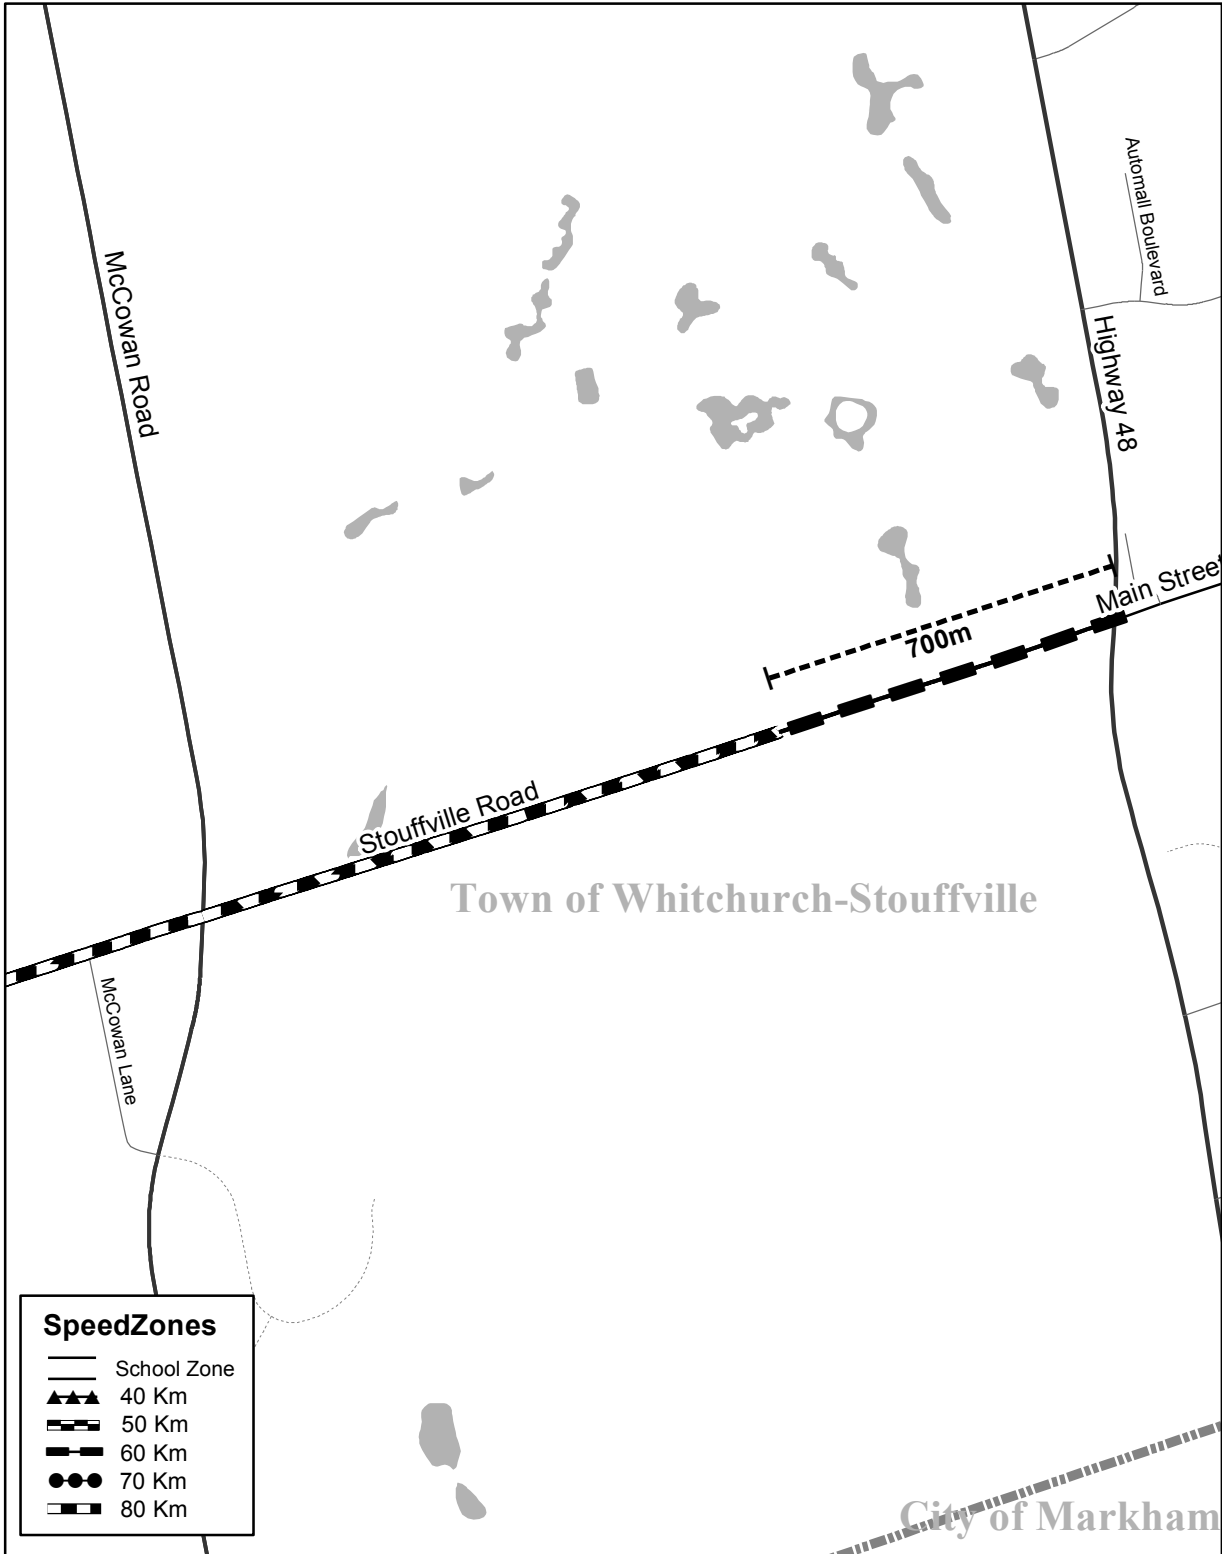 Automall Boulevard
McCowan Road
Highway 48
Main Street
700m
Stouffville Road
Town of Whitchurch-Stouffville
McCowan Lane
SpeedZones
School Zone
40 Km
50 Km
60 Km
70 Km
80 Km
City of Markham